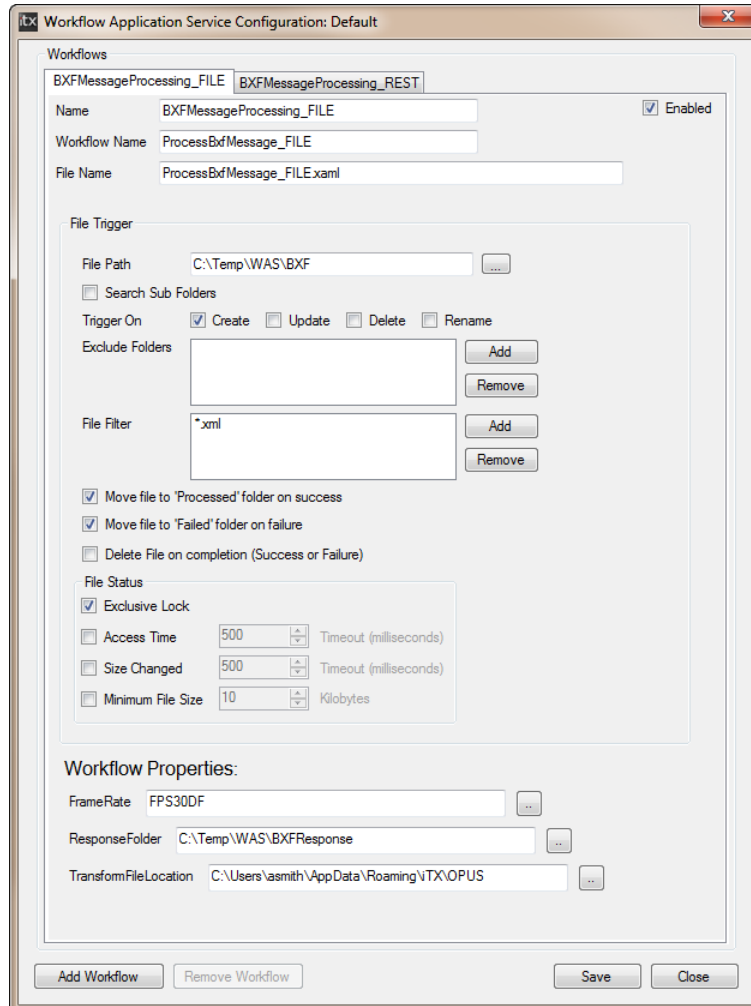 itx Workflow Application Service Configuration: Default
x
Workflows
BXFMessageProcessing_FILE BXFMessageProcessing_REST
Name BXFMessageProcessing_FILE Enabled
Workflow Name ProcessBxfMessage_FILE
File Name ProcessBxfMessage_FILE.xaml
File Trigger
File Path C:\Temp\WAS\BXF ...
Search Sub Folders
Trigger On Create Update Delete Rename
Exclude Folders Add
Remove
File Filter *.xml Add
Remove
Move file to 'Processed' folder on success
Move file to 'Failed' folder on failure
Delete File on completion (Success or Failure)
File Status
Exclusive Lock
Access Time 500 Timeout (milliseconds)
Size Changed 500 Timeout (milliseconds)
Minimum File Size 10 Kilobytes
Workflow Properties:
FrameRate FPS30DF ..
ResponseFolder C:\Temp\WAS\BXFResponse ..
TransformFileLocation C:\Users\asmith\AppData\Roaming\iTX\OPUS ..
Add Workflow Remove Workflow Save Close